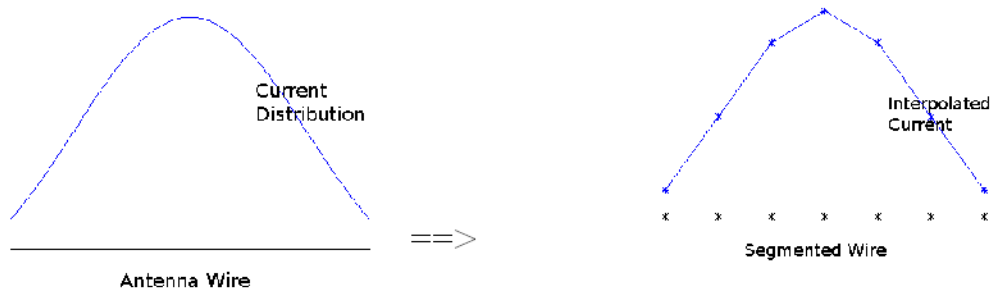 Current
Distribution
Antenna Wire
==>
Interpolated
Current
Segmented Wire